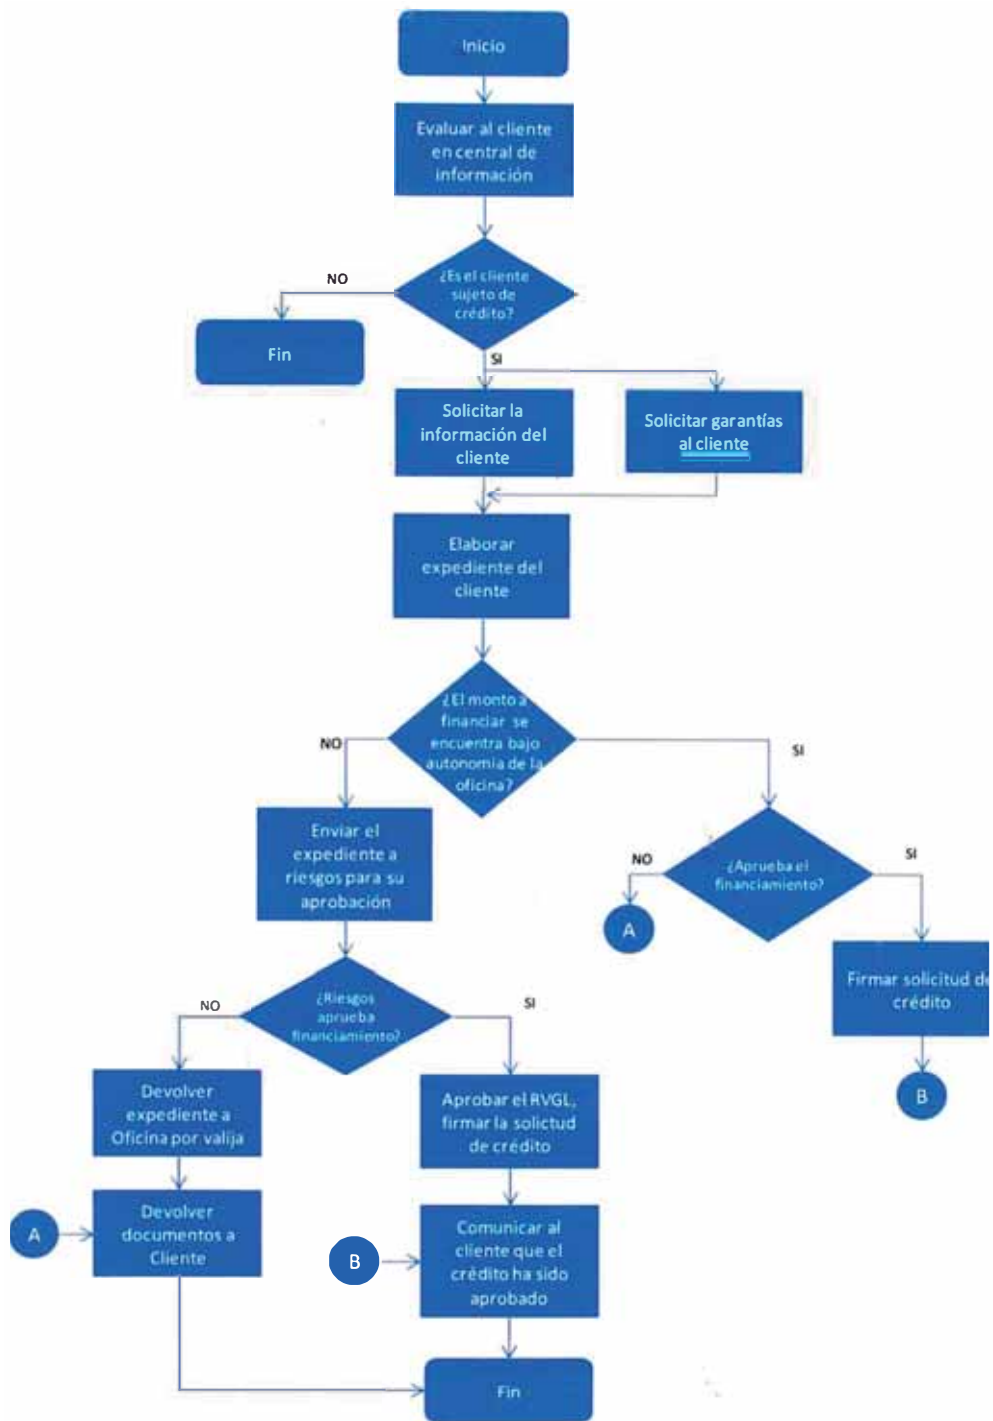 Inicio
Evaluar al cliente
en central de
información
¿Es el cliente
sujeto de
crédito?
NO
Fin
SI
Solicitar la
información del
cliente
Solicitar garantías
al cliente
Elaborar
expediente del
cliente
¿El monto a
financiar se
encuentra bajo
autonomía de la
oficina?
NO
SI
Enviar el
expediente a
riesgos para su
aprobación
¿Aprueba el
financiamiento?
NO
SI
A
Firmar solicitud de
crédito
B
¿Riesgos
aprueba
financiamiento?
NO
SI
Devolver
expediente a
Oficina por valija
Aprobar el RVGL,
firmar la solictud
de crédito
A
Devolver
documentos a
Cliente
B
Comunicar al
cliente que el
crédito ha sido
aprobado
Fin